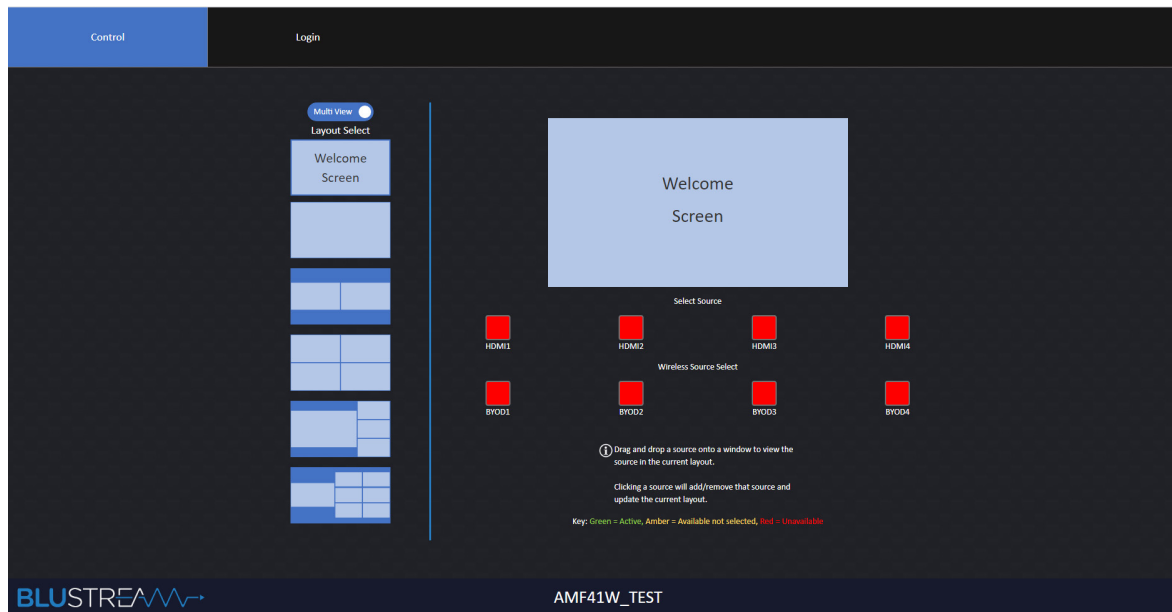 Control
Login
Multi View
Layout Select
Welcome
Screen
Welcome
Screen
Select Source
HDMI1
HDMI2
HDMI3
HDMI4
Wireless Source Select
BYOD1
BYOD2
BYOD3
BYOD4
Drag and drop a source onto a window to view the
source in the current layout.
Clicking a source will add/remove that source and
update the current layout.
Key: Green = Active, Amber = Available not selected, Red = Unavailable
BLUSTREAM
AMF41W_TEST